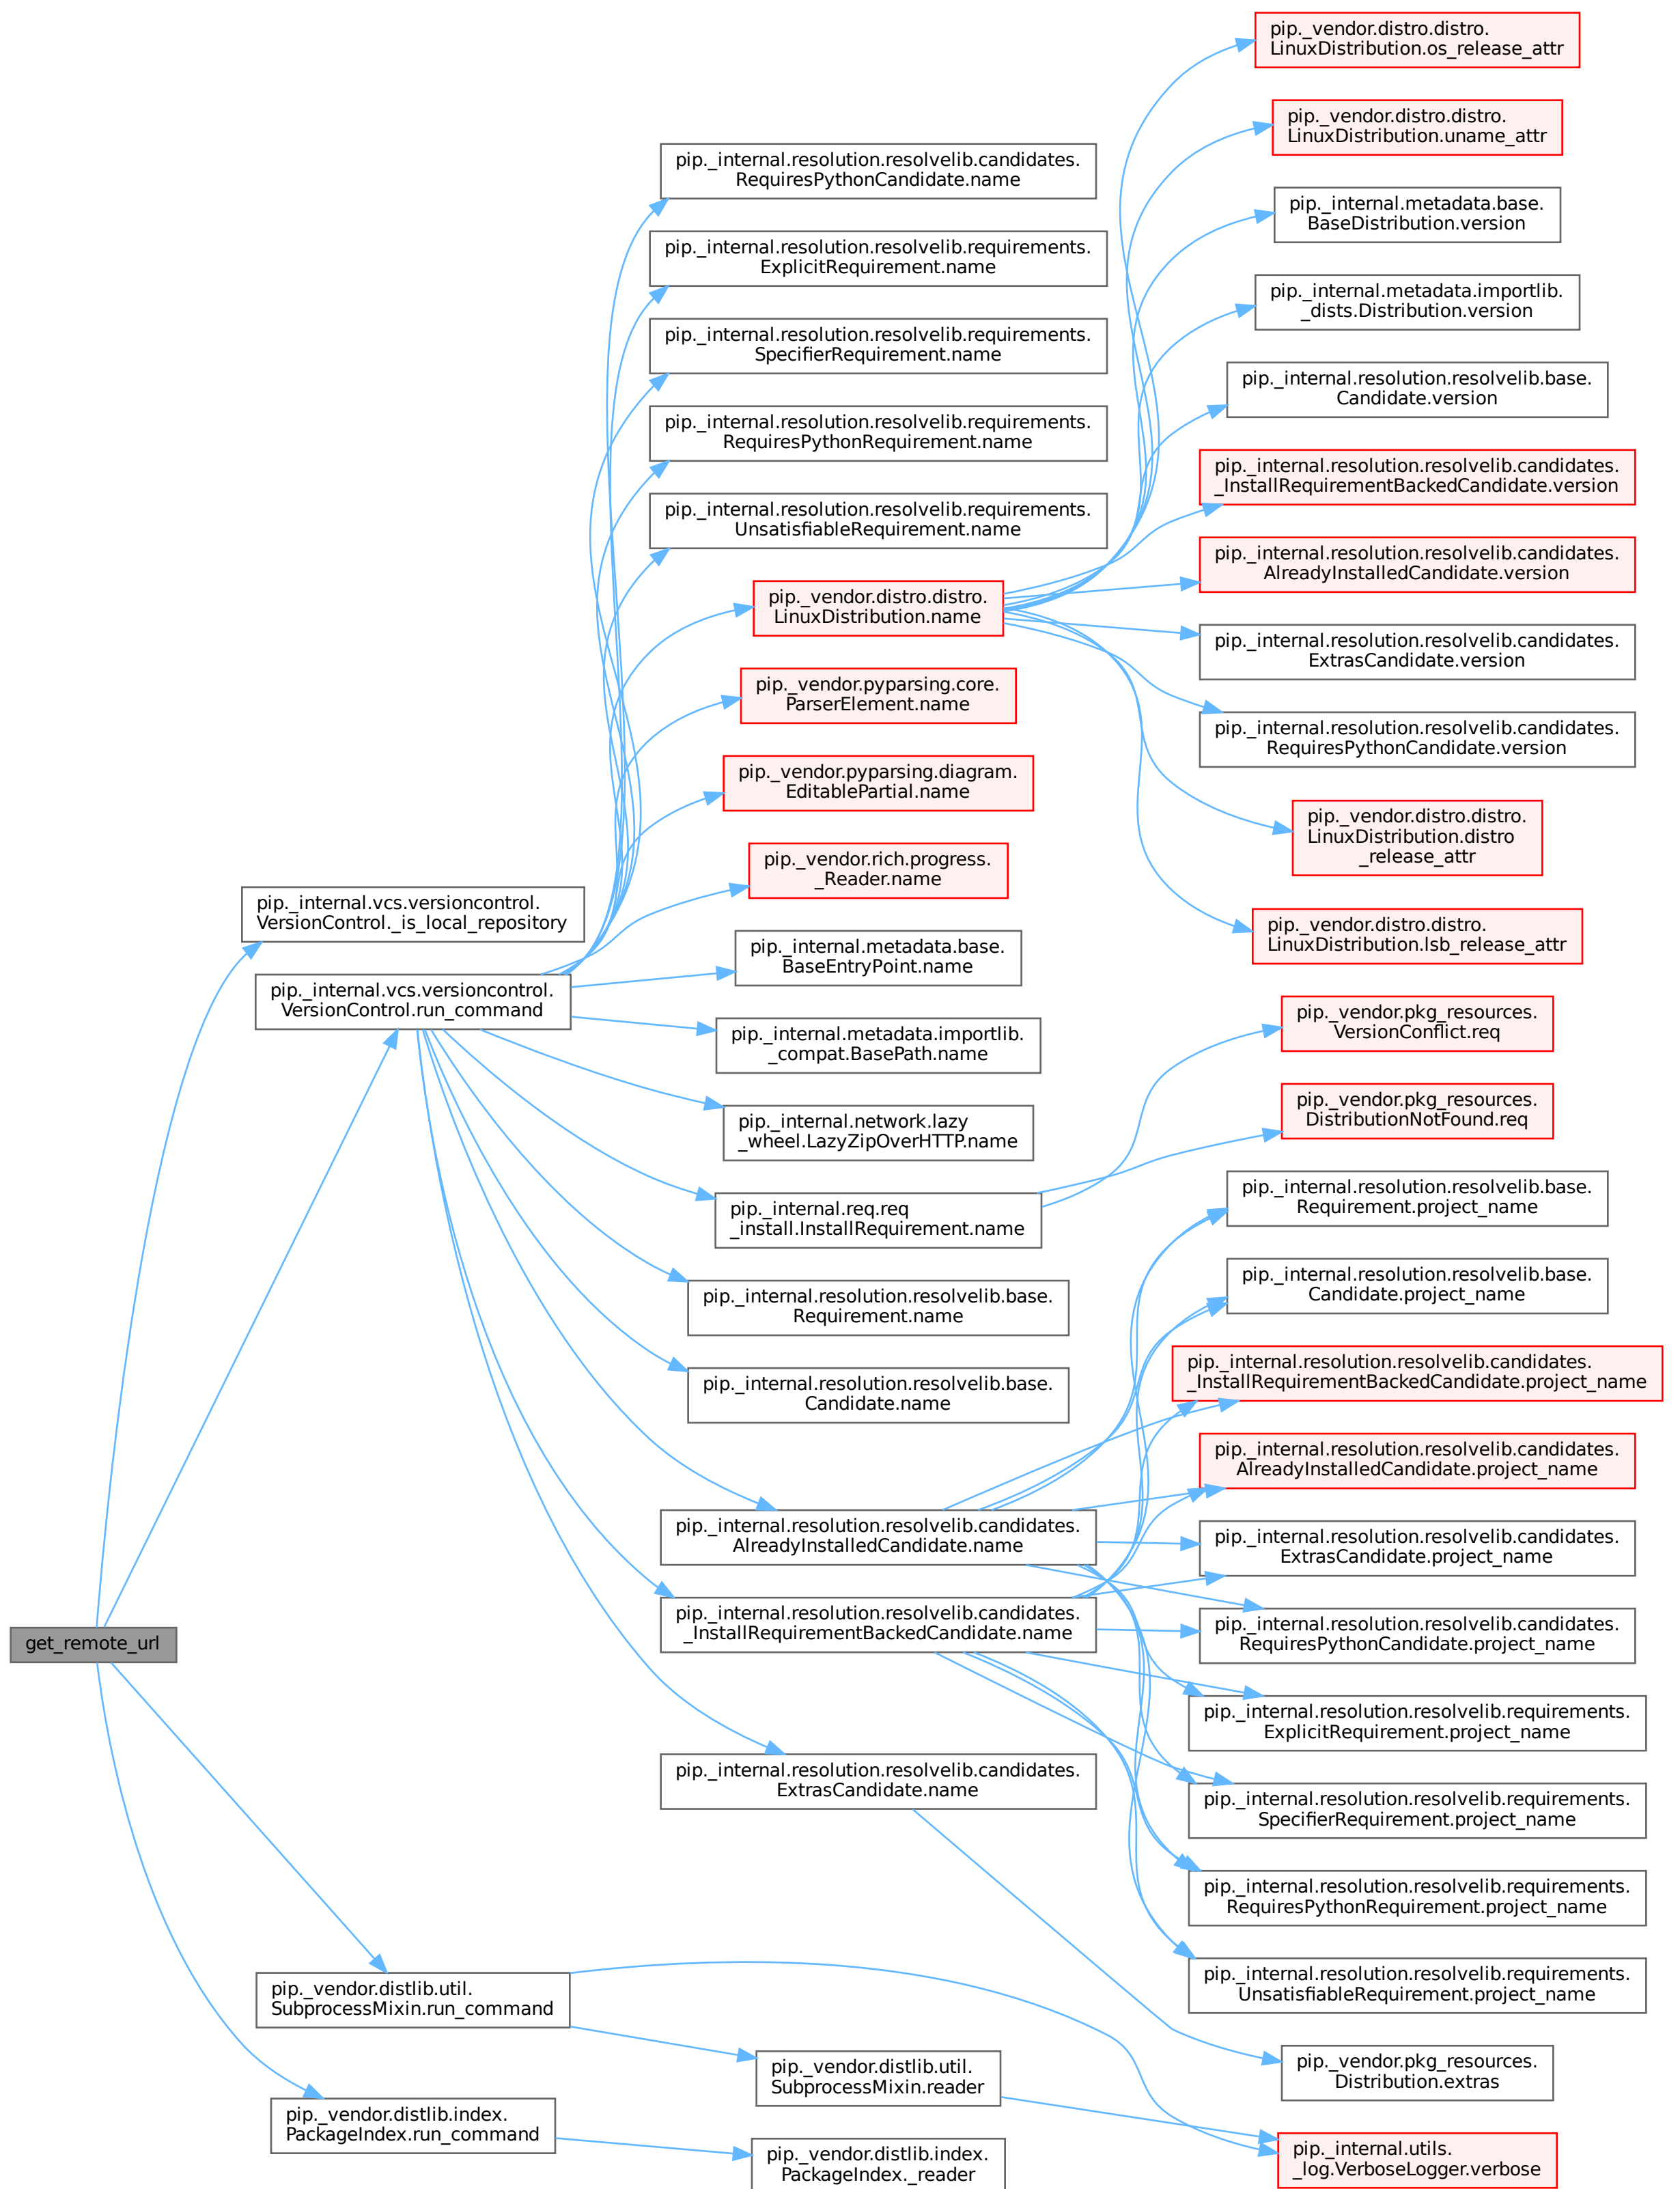 pip._vendor.distro.distro.
LinuxDistribution.os_release_attr
pip._vendor.distro.distro.
LinuxDistribution.uname_attr
pip._internal.resolution.resolvelib.candidates.
RequiresPythonCandidate.name
pip._internal.metadata.base.
BaseDistribution.version
pip._internal.resolution.resolvelib.requirements.
ExplicitRequirement.name
pip._internal.metadata.importlib.
_dists.Distribution.version
pip._internal.resolution.resolvelib.requirements.
SpecifierRequirement.name
pip._internal.resolution.resolvelib.base.
Candidate.version
pip._internal.resolution.resolvelib.requirements.
RequiresPythonRequirement.name
pip._internal.resolution.resolvelib.candidates.
_InstallRequirementBackedCandidate.version
pip._internal.resolution.resolvelib.requirements.
UnsatisfiableRequirement.name
pip._internal.resolution.resolvelib.candidates.
AlreadyInstalledCandidate.version
pip._vendor.distro.distro.
LinuxDistribution.name
pip._internal.resolution.resolvelib.candidates.
ExtrasCandidate.version
pip._vendor.pyparsing.core.
ParserElement.name
pip._internal.resolution.resolvelib.candidates.
RequiresPythonCandidate.version
pip._vendor.pyparsing.diagram.
EditablePartial.name
pip._vendor.distro.distro.
LinuxDistribution.distro
_release_attr
pip._vendor.rich.progress.
_Reader.name
pip._internal.vcs.versioncontrol.
VersionControl._is_local_repository
pip._vendor.distro.distro.
LinuxDistribution.lsb_release_attr
pip._internal.metadata.base.
BaseEntryPoint.name
pip._internal.vcs.versioncontrol.
VersionControl.run_command
pip._vendor.pkg_resources.
VersionConflict.req
pip._internal.metadata.importlib.
_compat.BasePath.name
pip._vendor.pkg_resources.
DistributionNotFound.req
pip._internal.network.lazy
_wheel.LazyZipOverHTTP.name
pip._internal.resolution.resolvelib.base.
Requirement.project_name
pip._internal.req.req
_install.InstallRequirement.name
pip._internal.resolution.resolvelib.base.
Candidate.project_name
pip._internal.resolution.resolvelib.base.
Requirement.name
pip._internal.resolution.resolvelib.candidates.
_InstallRequirementBackedCandidate.project_name
pip._internal.resolution.resolvelib.base.
Candidate.name
pip._internal.resolution.resolvelib.candidates.
AlreadyInstalledCandidate.project_name
pip._internal.resolution.resolvelib.candidates.
AlreadyInstalledCandidate.name
pip._internal.resolution.resolvelib.candidates.
ExtrasCandidate.project_name
pip._internal.resolution.resolvelib.candidates.
_InstallRequirementBackedCandidate.name
pip._internal.resolution.resolvelib.candidates.
RequiresPythonCandidate.project_name
get_remote_url
pip._internal.resolution.resolvelib.requirements.
ExplicitRequirement.project_name
pip._internal.resolution.resolvelib.candidates.
ExtrasCandidate.name
pip._internal.resolution.resolvelib.requirements.
SpecifierRequirement.project_name
pip._internal.resolution.resolvelib.requirements.
RequiresPythonRequirement.project_name
pip._vendor.distlib.util.
SubprocessMixin.run_command
pip._internal.resolution.resolvelib.requirements.
UnsatisfiableRequirement.project_name
pip._vendor.distlib.util.
SubprocessMixin.reader
pip._vendor.pkg_resources.
Distribution.extras
pip._vendor.distlib.index.
PackageIndex.run_command
pip._vendor.distlib.index.
PackageIndex._reader
pip._internal.utils.
_log.VerboseLogger.verbose